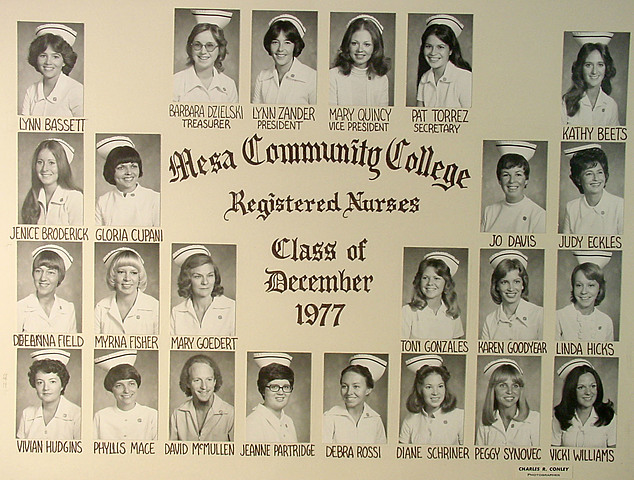 LYNN BASSETT
BARBARA DZIELSKI
TREASURER
LYNN ZANDER
PRESIDENT
MARY QUINCY
VICE PRESIDENT
PAT TORREZ
SECRETARY
KATHY BEETS
Mesa Community College
Registered Nurses
Class of
December
1977
JENICE BRODERICK
GLORIA CUPANI
JO DAVIS
JUDY ECKLES
DEEANNA FIELD
MYRNA FISHER
MARY GOEDERT
TONI GONZALES
KAREN GOODYEAR
LINDA HICKS
VIVIAN HUDGINS
PHYLLIS MACE
DAVID McMULLEN
JEANNE PARTRIDGE
DEBRA ROSSI
DIANE SCHRINER
PEGGY SYNOVEC
VICKI WILLIAMS
CHARLES R. CONLEY
PHOTOGRAPHER